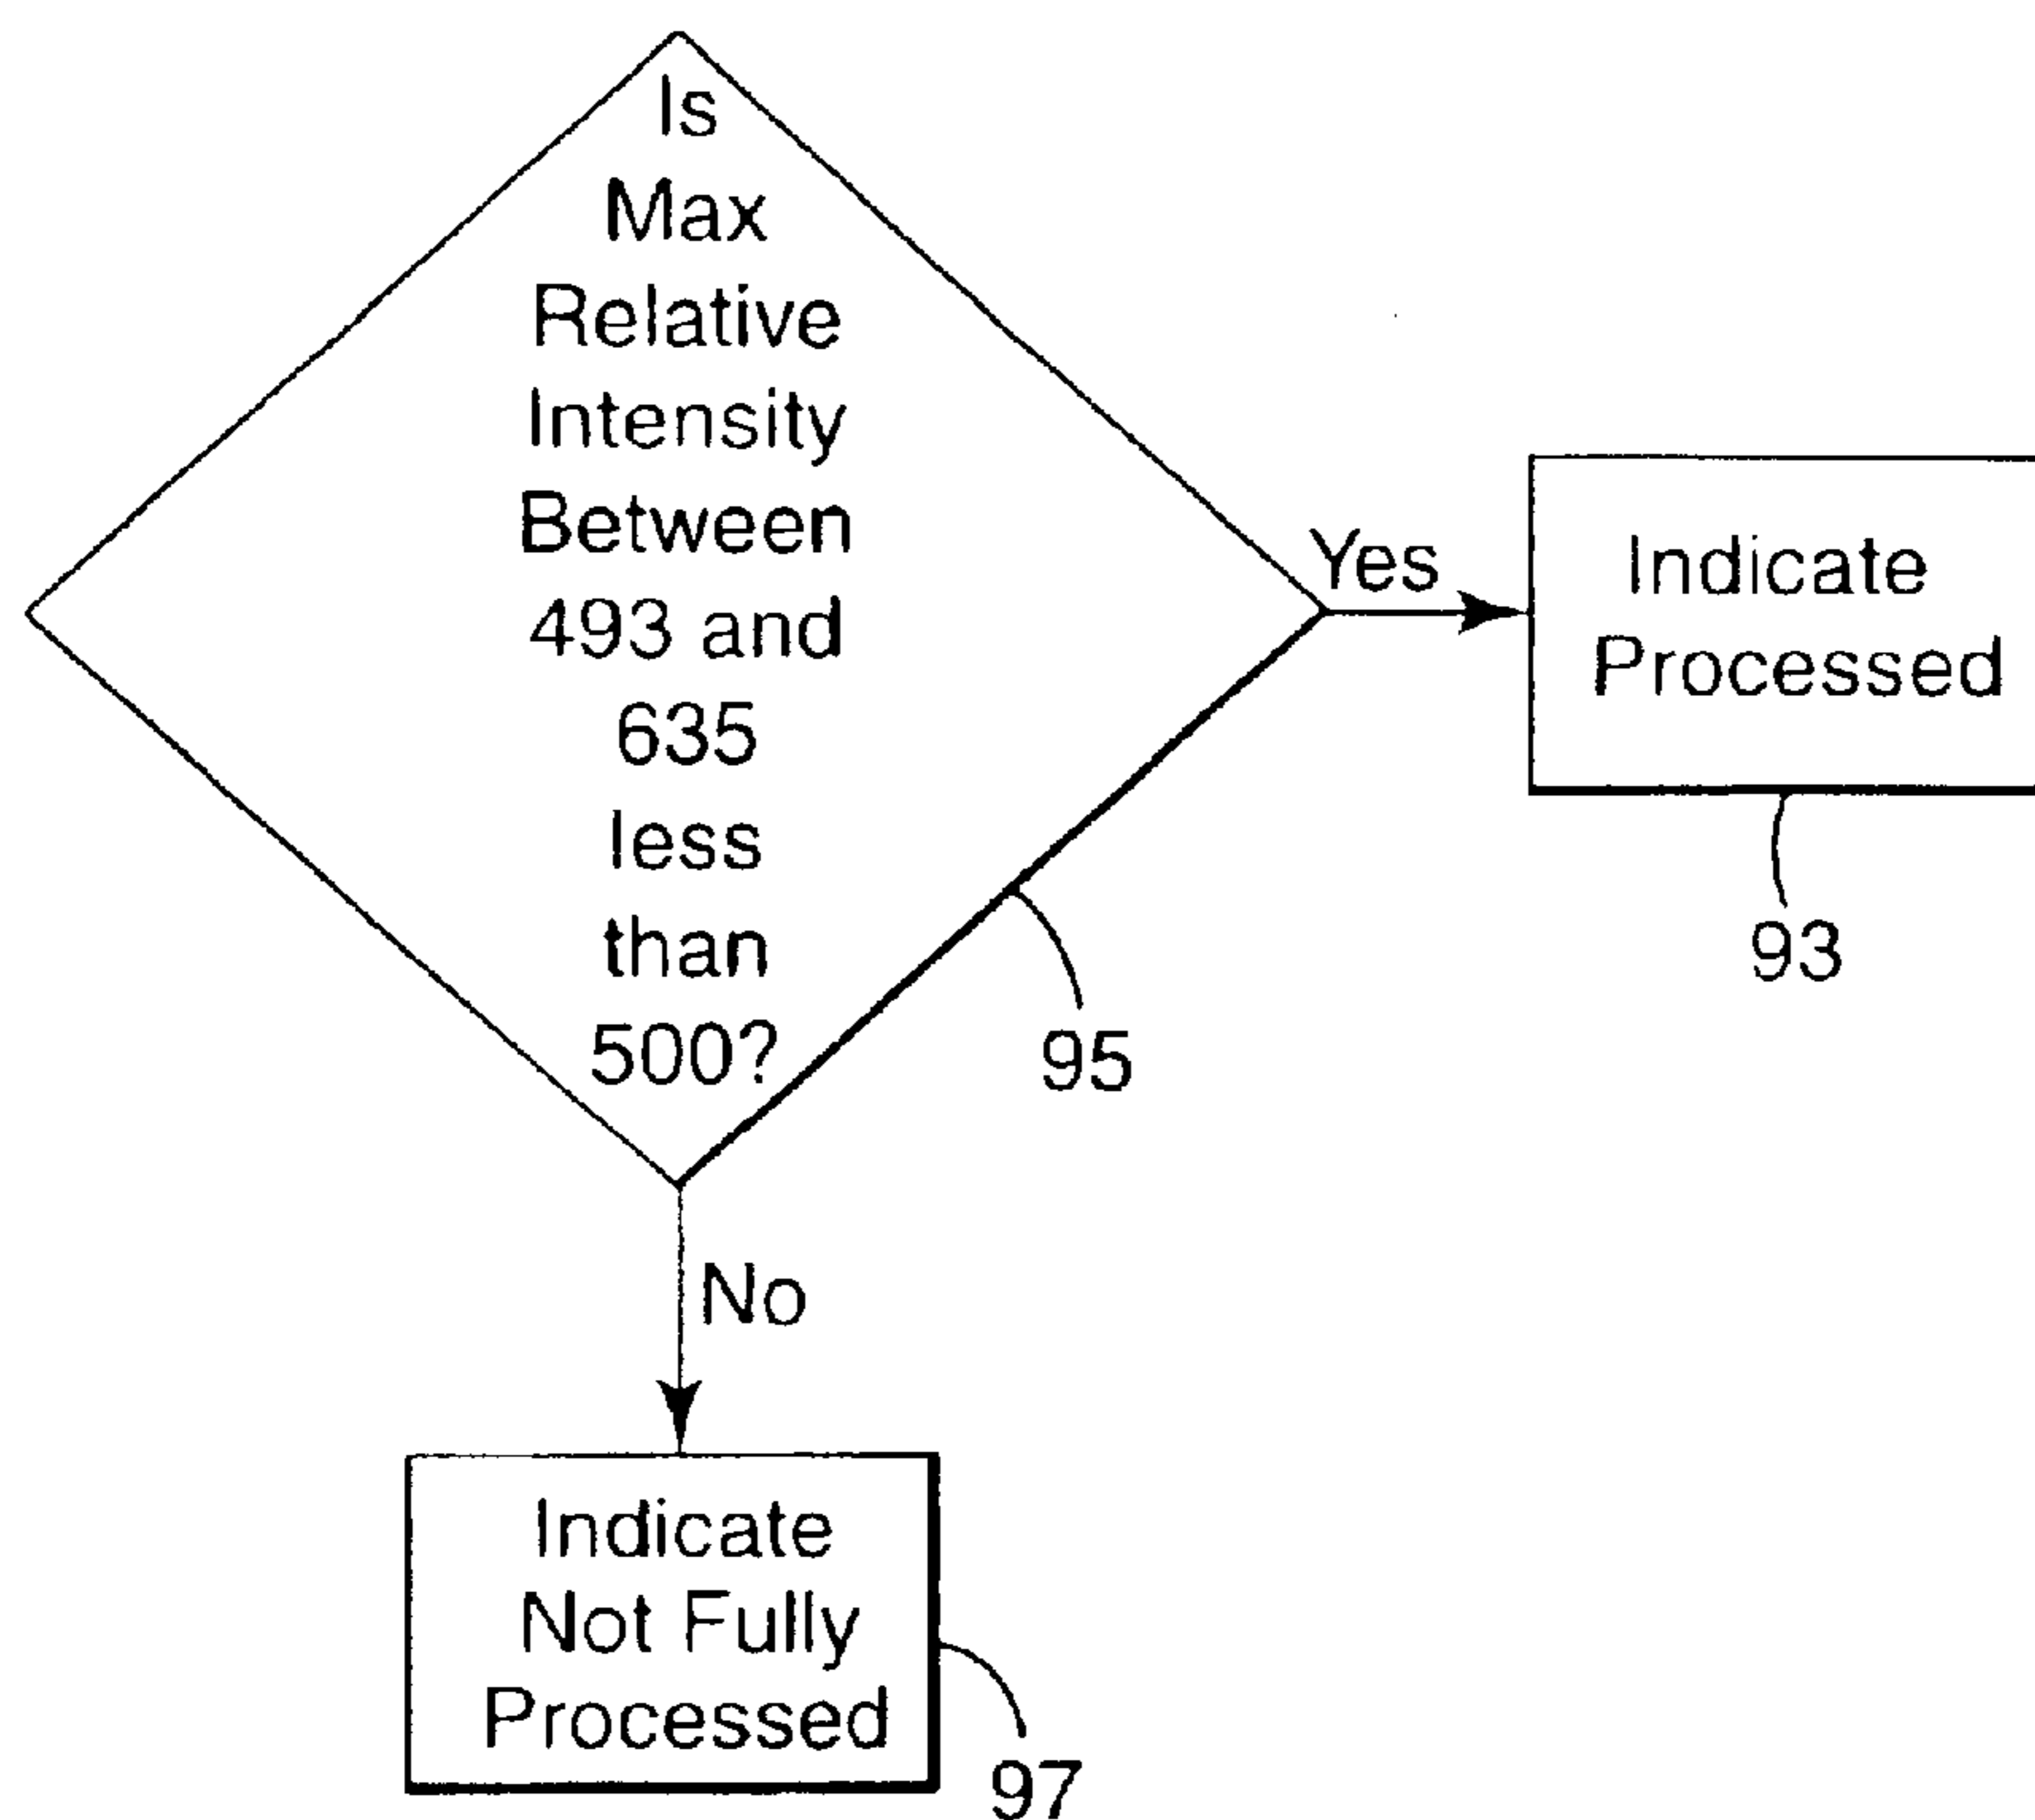 Is
Max
Relative
Intensity
Between
493 and
635
less
than
500?
Yes
Indicate
Processed
93
95
No
Indicate
Not Fully
Processed
97